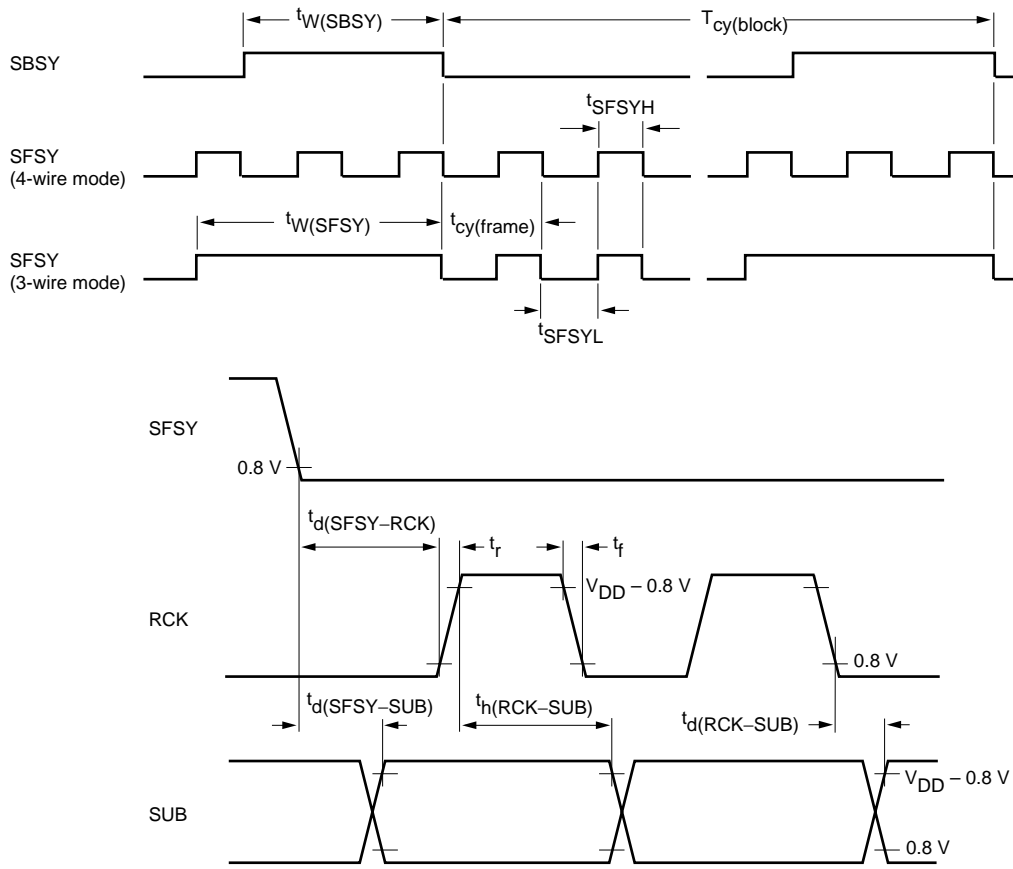 tW(SBSY)
Tcy(block)
SBSY
tSFSYH
SFSY
(4-wire mode)
tW(SFSY)
tcy(frame)
SFSY
(3-wire mode)
tSFSYL
SFSY
0.8 V
td(SFSY–RCK)
tr
tf
VDD – 0.8 V
RCK
0.8 V
td(SFSY–SUB)
th(RCK–SUB)
td(RCK–SUB)
VDD – 0.8 V
SUB
0.8 V